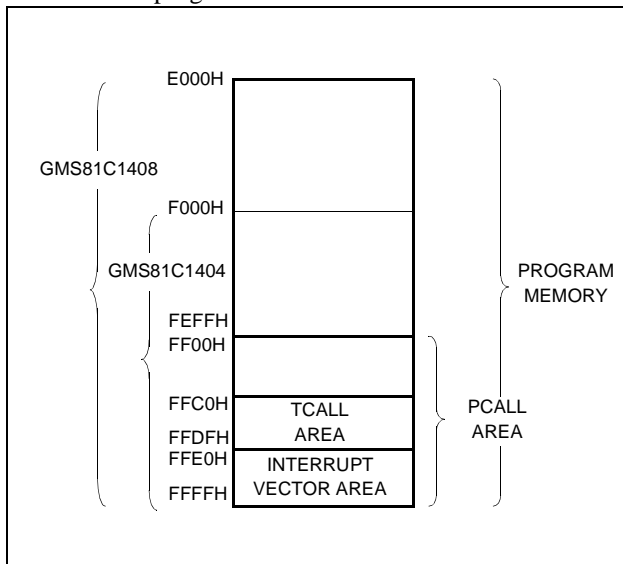 E000H
GMS81C1408
F000H
GMS81C1404
PROGRAM
MEMORY
FEFFH
FF00H
FFC0H
TCALL
AREA
PCALL
AREA
FFDFH
FFE0H
INTERRUPT
VECTOR AREA
FFFFH